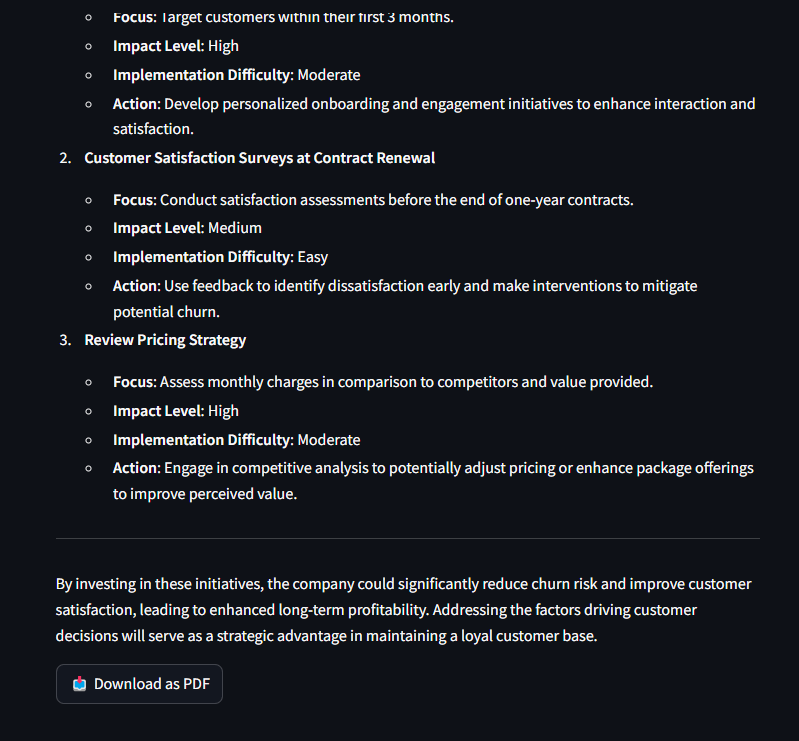 Focus: Target customers within their first 3 months.
Impact Level: High
Implementation Difficulty: Moderate
Action: Develop personalized onboarding and engagement initiatives to enhance interaction and
satisfaction.
2. Customer Satisfaction Surveys at Contract Renewal
Focus: Conduct satisfaction assessments before the end of one-year contracts.
Impact Level: Medium
Implementation Difficulty: Easy
Action: Use feedback to identify dissatisfaction early and make interventions to mitigate
potential churn.
3. Review Pricing Strategy
Focus: Assess monthly charges in comparison to competitors and value provided.
Impact Level: High
Implementation Difficulty: Moderate
Action: Engage in competitive analysis to potentially adjust pricing or enhance package offerings
to improve perceived value.
By investing in these initiatives, the company could significantly reduce churn risk and improve customer
satisfaction, leading to enhanced long-term profitability. Addressing the factors driving customer
decisions will serve as a strategic advantage in maintaining a loyal customer base.
Download as PDF